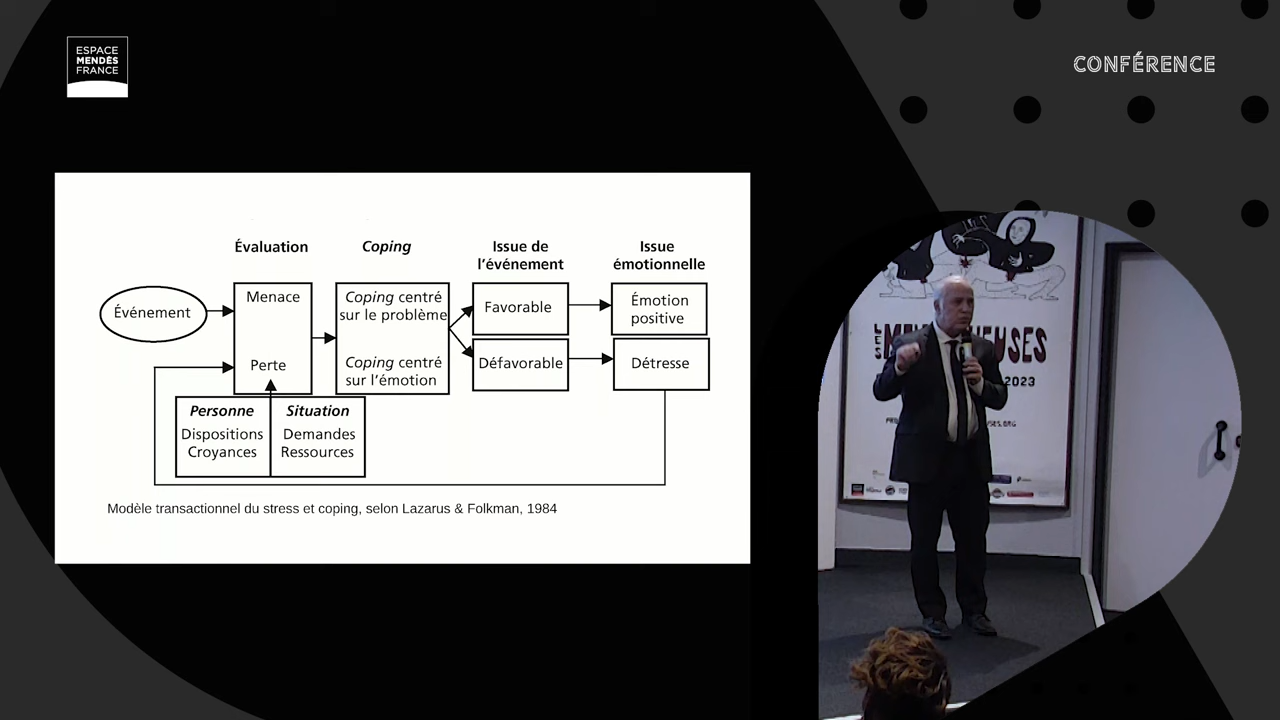 ESPACE
MENDÈS
FRANCE
CONFÉRENCE
Évaluation
Coping
Issue de
l'événement
Issue
émotionnelle
Événement
Menace
Perte
Coping centré
sur le problème
Coping centré
sur l'émotion
Favorable
Défavorable
Émotion
positive
Détresse
Personne
Dispositions
Croyances
Situation
Demandes
Ressources
Modèle transactionnel du stress et coping, selon Lazarus & Folkman, 1984
LES
2023